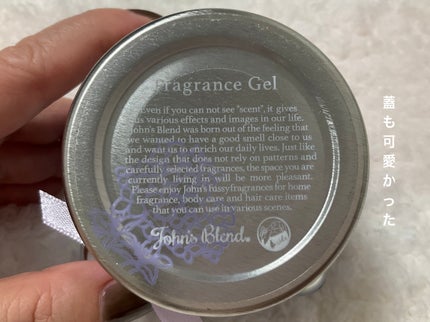 Fragrance Gel
Even if you can not see "scent", it gives
us various effects and images in our life.
John's Blend was born out of the feeling that
we wanted to have a good smell close to us
and want us to enrich our daily lives. Just like
the design that does not rely on patterns and
carefully selected fragrances, the space you are
currently living in will be more pleasant.
Please enjoy John's fussy fragrances for home
fragrance, body care and hair care items
that you can use in various scenes.
John's Blend.
蓋も可愛かった